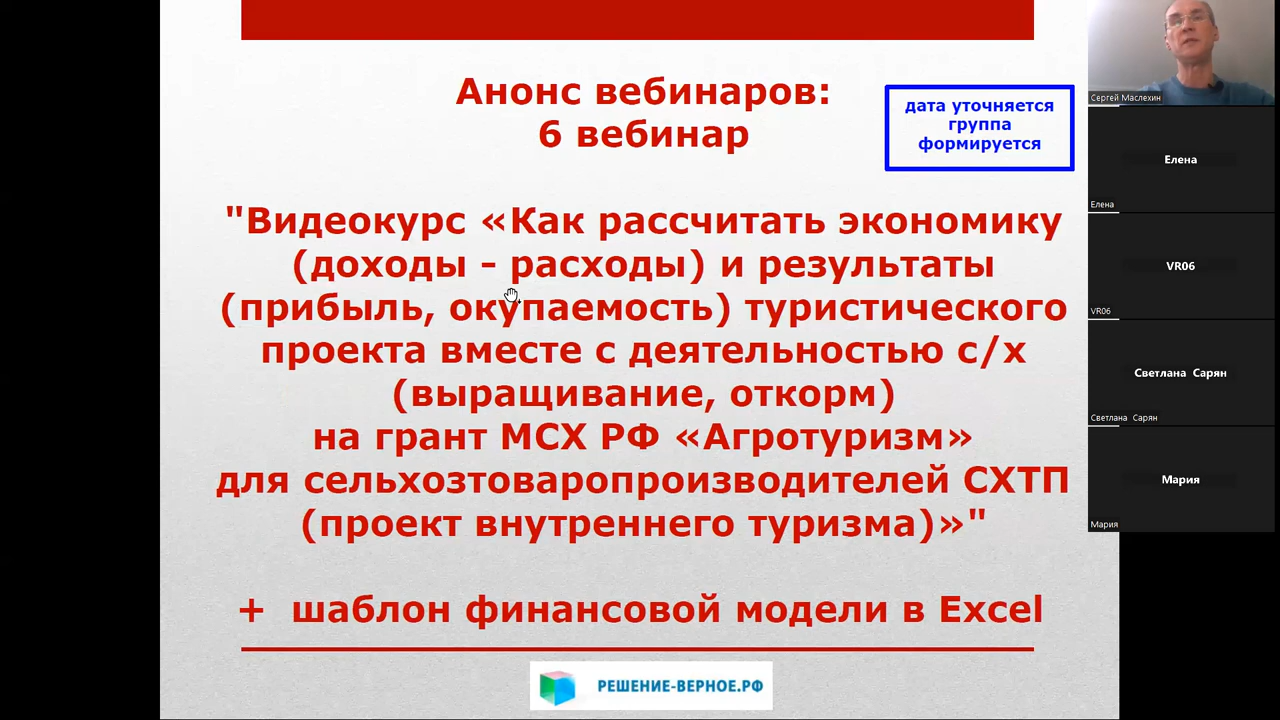 Анонс вебинаров:
6 вебинар
дата уточняется
группа
формируется
"Видеокурс «Как рассчитать экономику
(доходы - расходы) и результаты
(прибыль, окупаемость) туристического
проекта вместе с деятельностью с/х
(выращивание, откорм)
на грант МСХ РФ «Агротуризм»
для сельхозтоваропроизводителей СХТП
(проект внутреннего туризма)»"
+ шаблон финансовой модели в Excel
РЕШЕНИЕ-ВЕРНОЕ.РФ
Сергей Маслехин
Елена
Елена
VR06
VR06
Светлана Сарян
Светлана Сарян
Мария
Мария